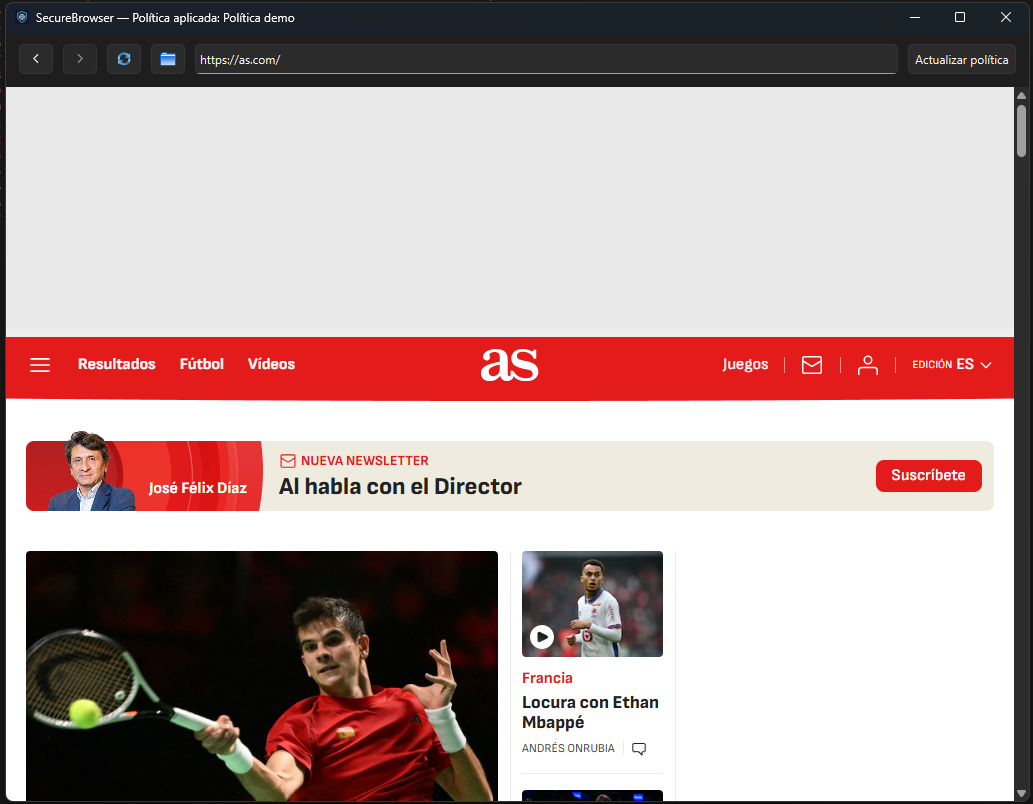 SecureBrowser — Política aplicada: Política demo
https://as.com/
Actualizar política
Resultados
Fútbol
Vídeos
as
Juegos
EDICIÓN ES
José Félix Díaz
NUEVA NEWSLETTER
Al habla con el Director
Suscríbete
Francia
Locura con Ethan
Mbappé
ANDRÉS ONRUBIA